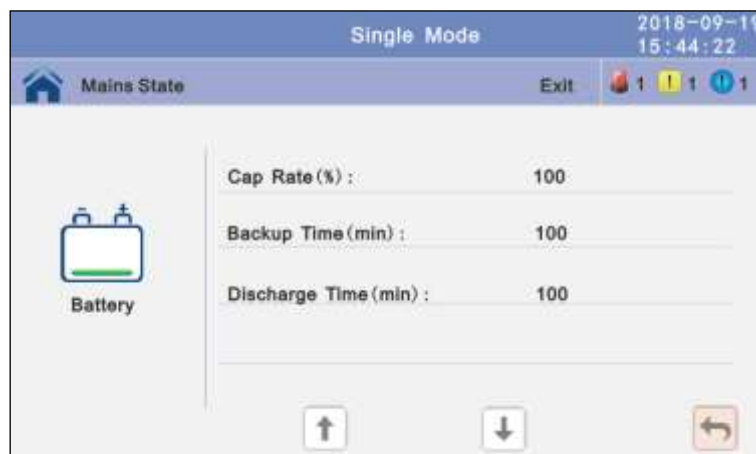 Single Mode
2018-09-19
15:44:22
Mains State
Exit
1
1
1
Cap Rate(%):
100
Backup Time(min):
100
Discharge Time(min):
100
Battery